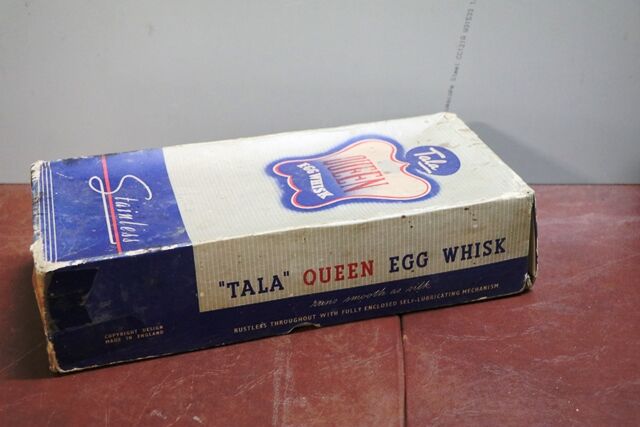 Tala
QUEEN
EGG WHISK
Stainless
"TALA" QUEEN EGG WHISK
runs smooth as silk
RUSTLESS THROUGHOUT WITH FULLY ENCLOSED SELF-LUBRICATING MECHANISM
COPYRIGHT DESIGN
MADE IN ENGLAND